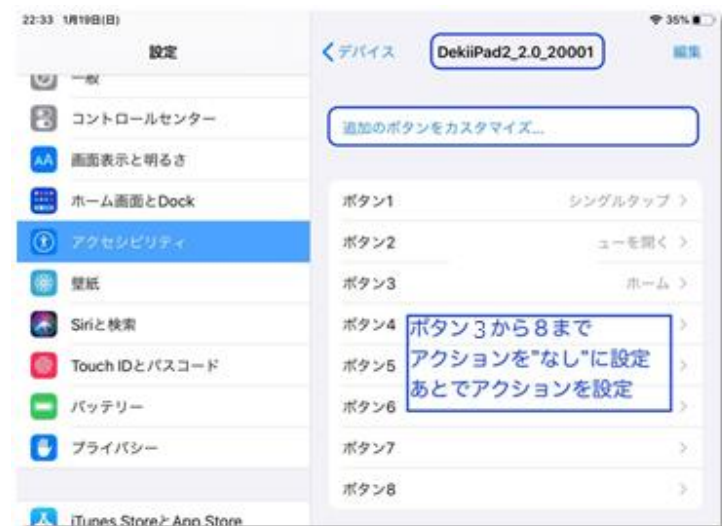 22:33 1月19日(日)
35%
設定
一般
コントロールセンター
画面表示と明るさ
ホーム画面とDock
アクセシビリティ
壁紙
Siriと検索
Touch IDとパスコード
バッテリー
プライバシー
iTunes StoreとApp Store
デバイス
DekiiPad2_2.0_20001
編集
追加のボタンをカスタマイズ...
ボタン1 シングルタップ
ボタン2 ューを開く
ボタン3 ホーム
ボタン4
ボタン5
ボタン6
ボタン7
ボタン8
ボタン3から8まで
アクションを"なし"に設定
あとでアクションを設定